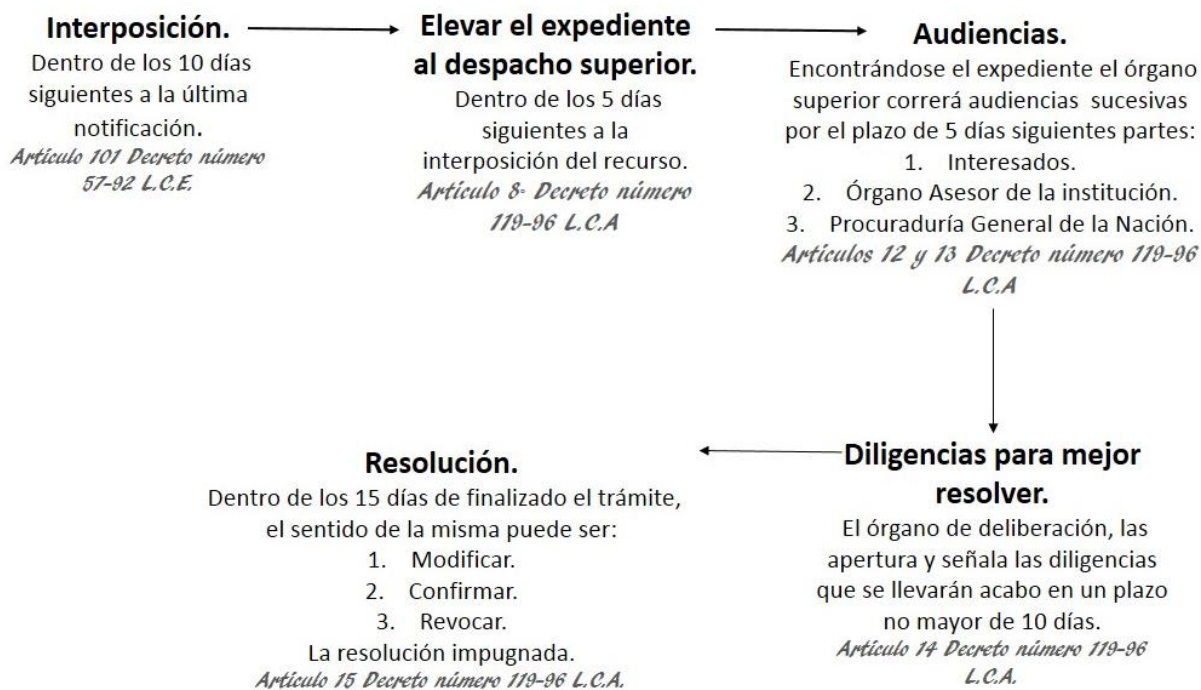 Interposición.
Dentro de los 10 días
siguientes a la última
notificación.
Artículo 101 Decreto número
57-92 L.C.E.
Elevar el expediente
al despacho superior.
Dentro de los 5 días
siguientes a la
interposición del recurso.
Artículo 8· Decreto número
119-96 L.C.A
Audiencias.
Encontrándose el expediente el órgano
superior correrá audiencias sucesivas
por el plazo de 5 días siguientes partes:
1. Interesados.
2. Órgano Asesor de la institución.
3. Procuraduría General de la Nación.
Artículos 12 y 13 Decreto número 119-96
L.C.A
Diligencias para mejor
resolver.
El órgano de deliberación, las
apertura y señala las diligencias
que se llevarán acabo en un plazo
no mayor de 10 días.
Artículo 14 Decreto número 119-96
L.C.A.
Resolución.
Dentro de los 15 días de finalizado el trámite,
el sentido de la misma puede ser:
1. Modificar.
2. Confirmar.
3. Revocar.
La resolución impugnada.
Artículo 15 Decreto número 119-96 L.C.A.